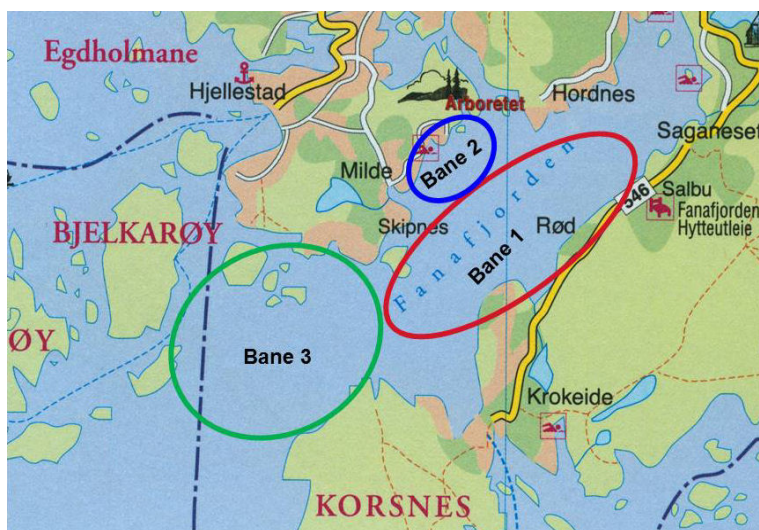 Egdholmane
Hjellestad
Arboretet
Hordnes
Saganeset
Milde
Bane 2
Fanafjorden
546
Salbu
Fanafjorden
Hytteutleie
BJELKARØY
Skipnes
Rød
Bane 1
ØY
Bane 3
Krokeide
KORSNES